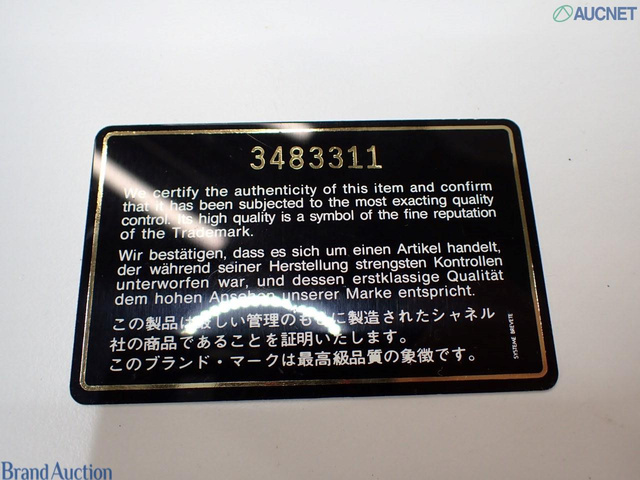 AUCNET
3483311
We certify the authenticity of this item and confirm
that it has been subjected to the most exacting quality
control. Its high quality is a symbol of the fine reputation
of the Trademark.
Wir bestätigen, dass es sich um einen Artikel handelt,
der während seiner Herstellung strengsten Kontrollen
unterworfen war, und dessen erstklassige Qualität
dem hohen Ansehen unserer Marke entspricht.
この製品は厳しい管理のもとに製造されたシャネル
社の商品であることを証明いたします。
このブランド・マークは最高級品質の象徴です。
SYSTEME BREVETE
Brand Auction